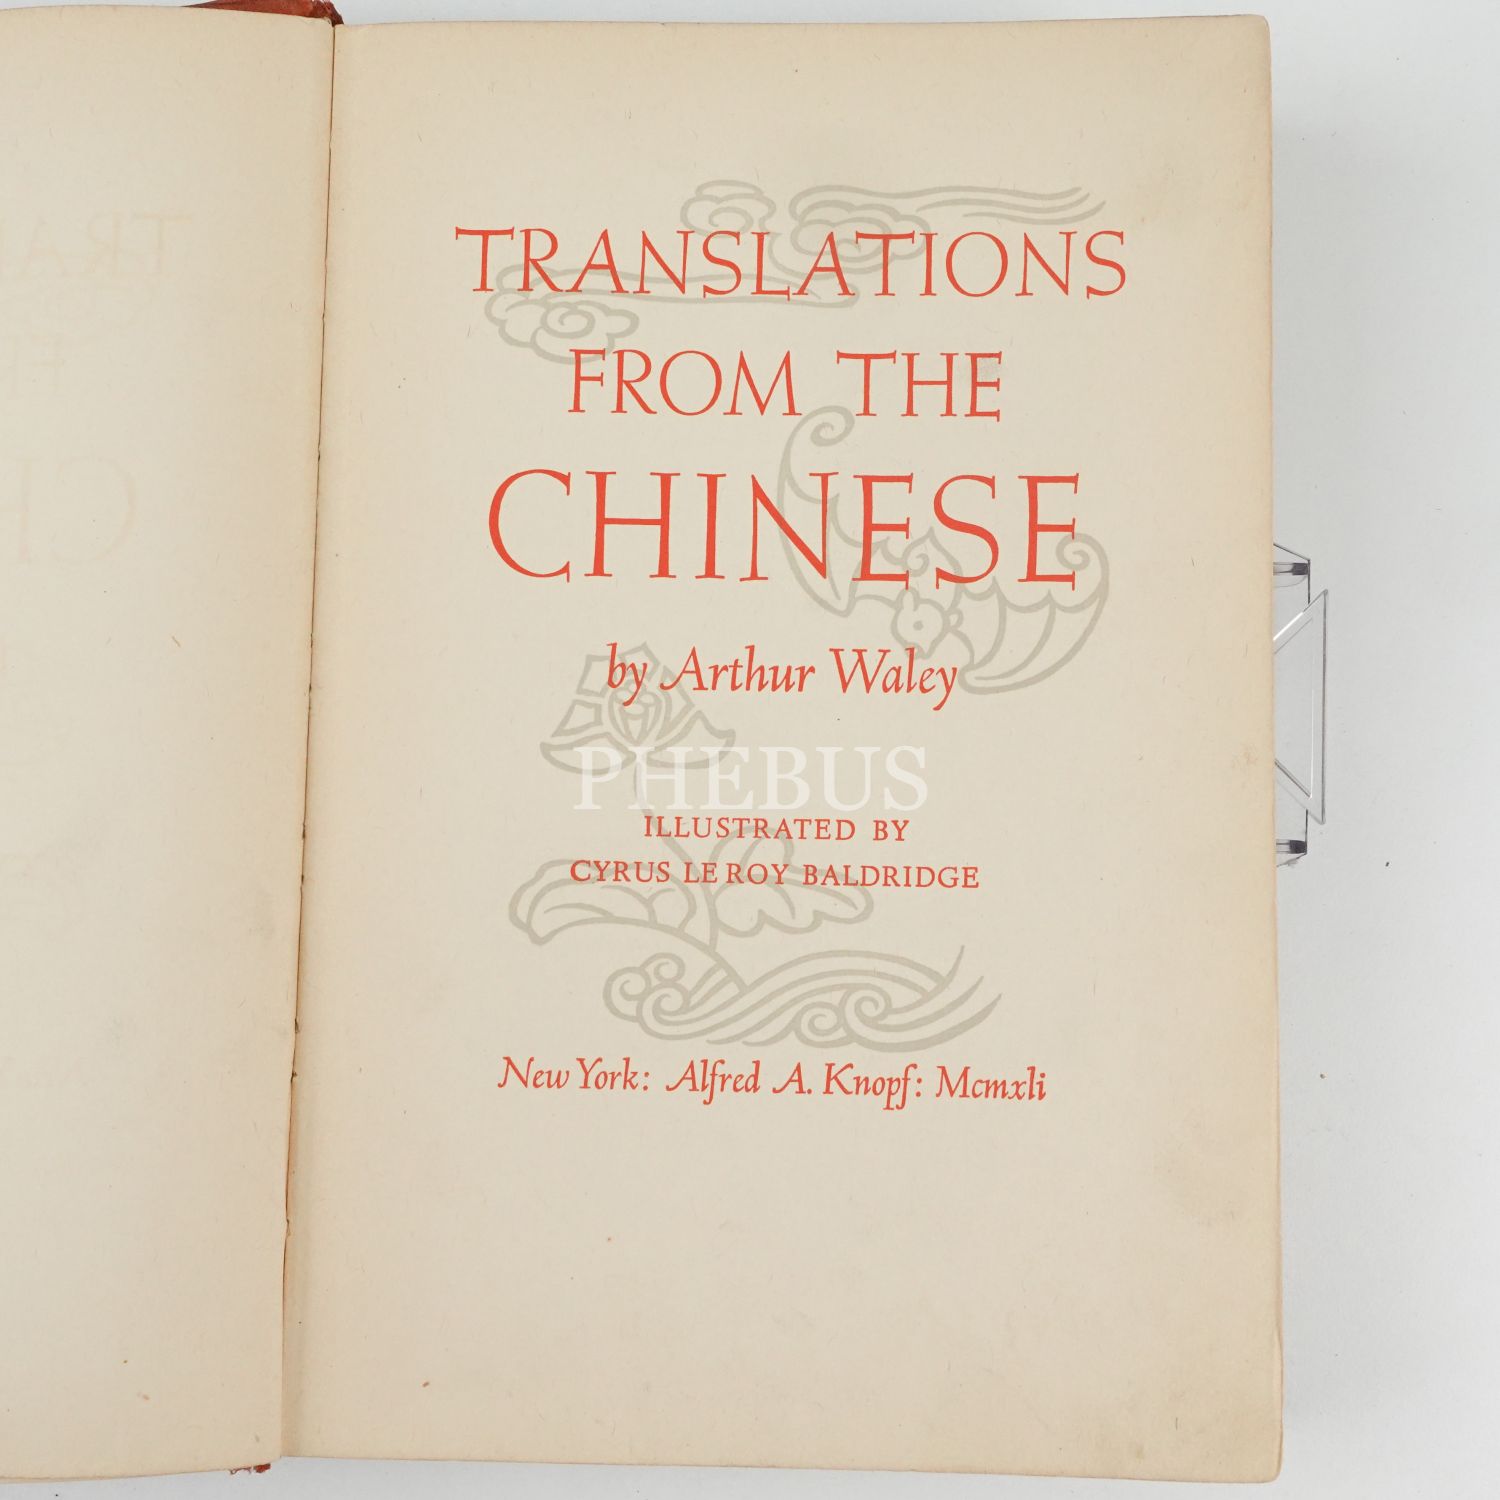 TRANSLATIONS
FROM THE
CHINESE
by Arthur Waley
PHEBUS
ILLUSTRATED BY
CYRUS LE ROY BALDRIDGE
New York: Alfred A. Knopf: Mcmxli